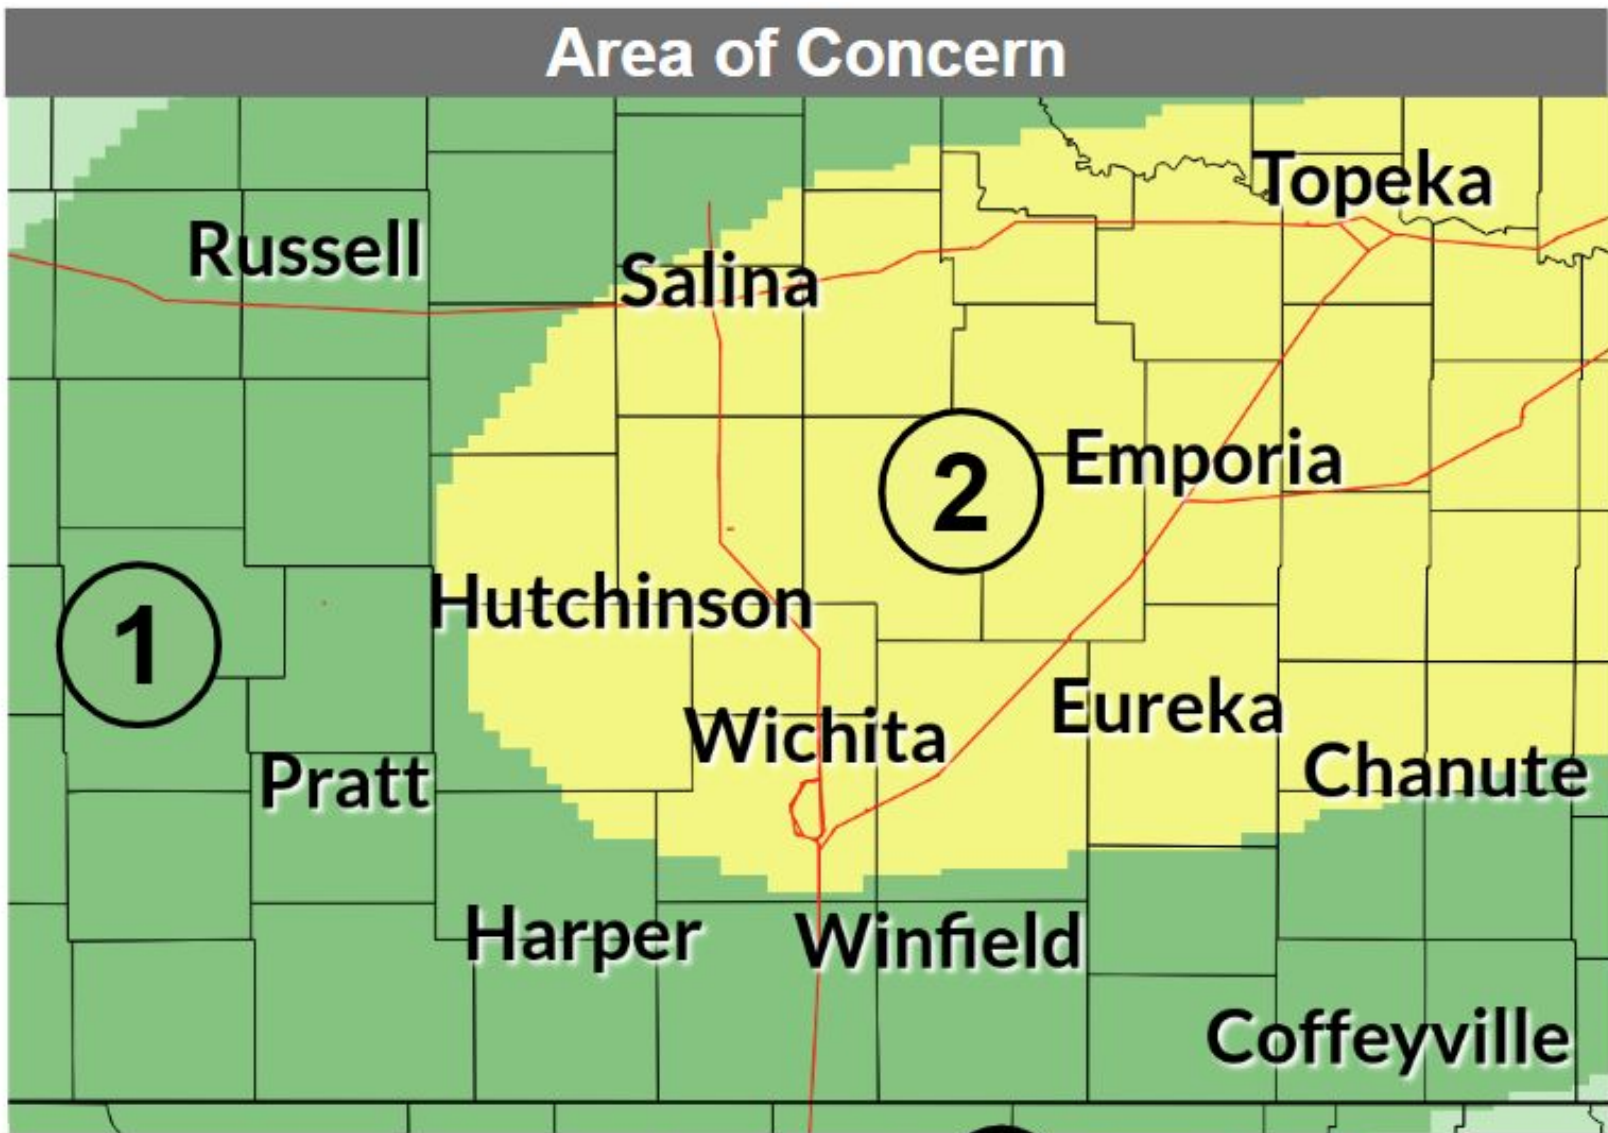 Area of Concern
Topeka
Russell
Salina
2
Emporia
1
Hutchinson
Wichita
Eureka
Pratt
Chanute
Harper
Winfield
Coffeyville